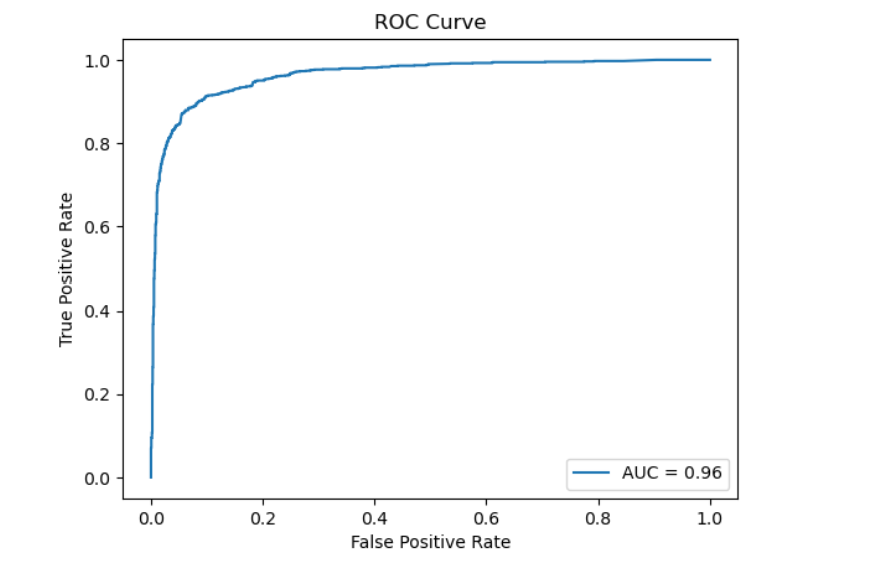 ROC Curve
1.0
0.8
0.6
0.4
0.2
0.0
True Positive Rate
AUC = 0.96
0.0 0.2 0.4 0.6 0.8 1.0
False Positive Rate